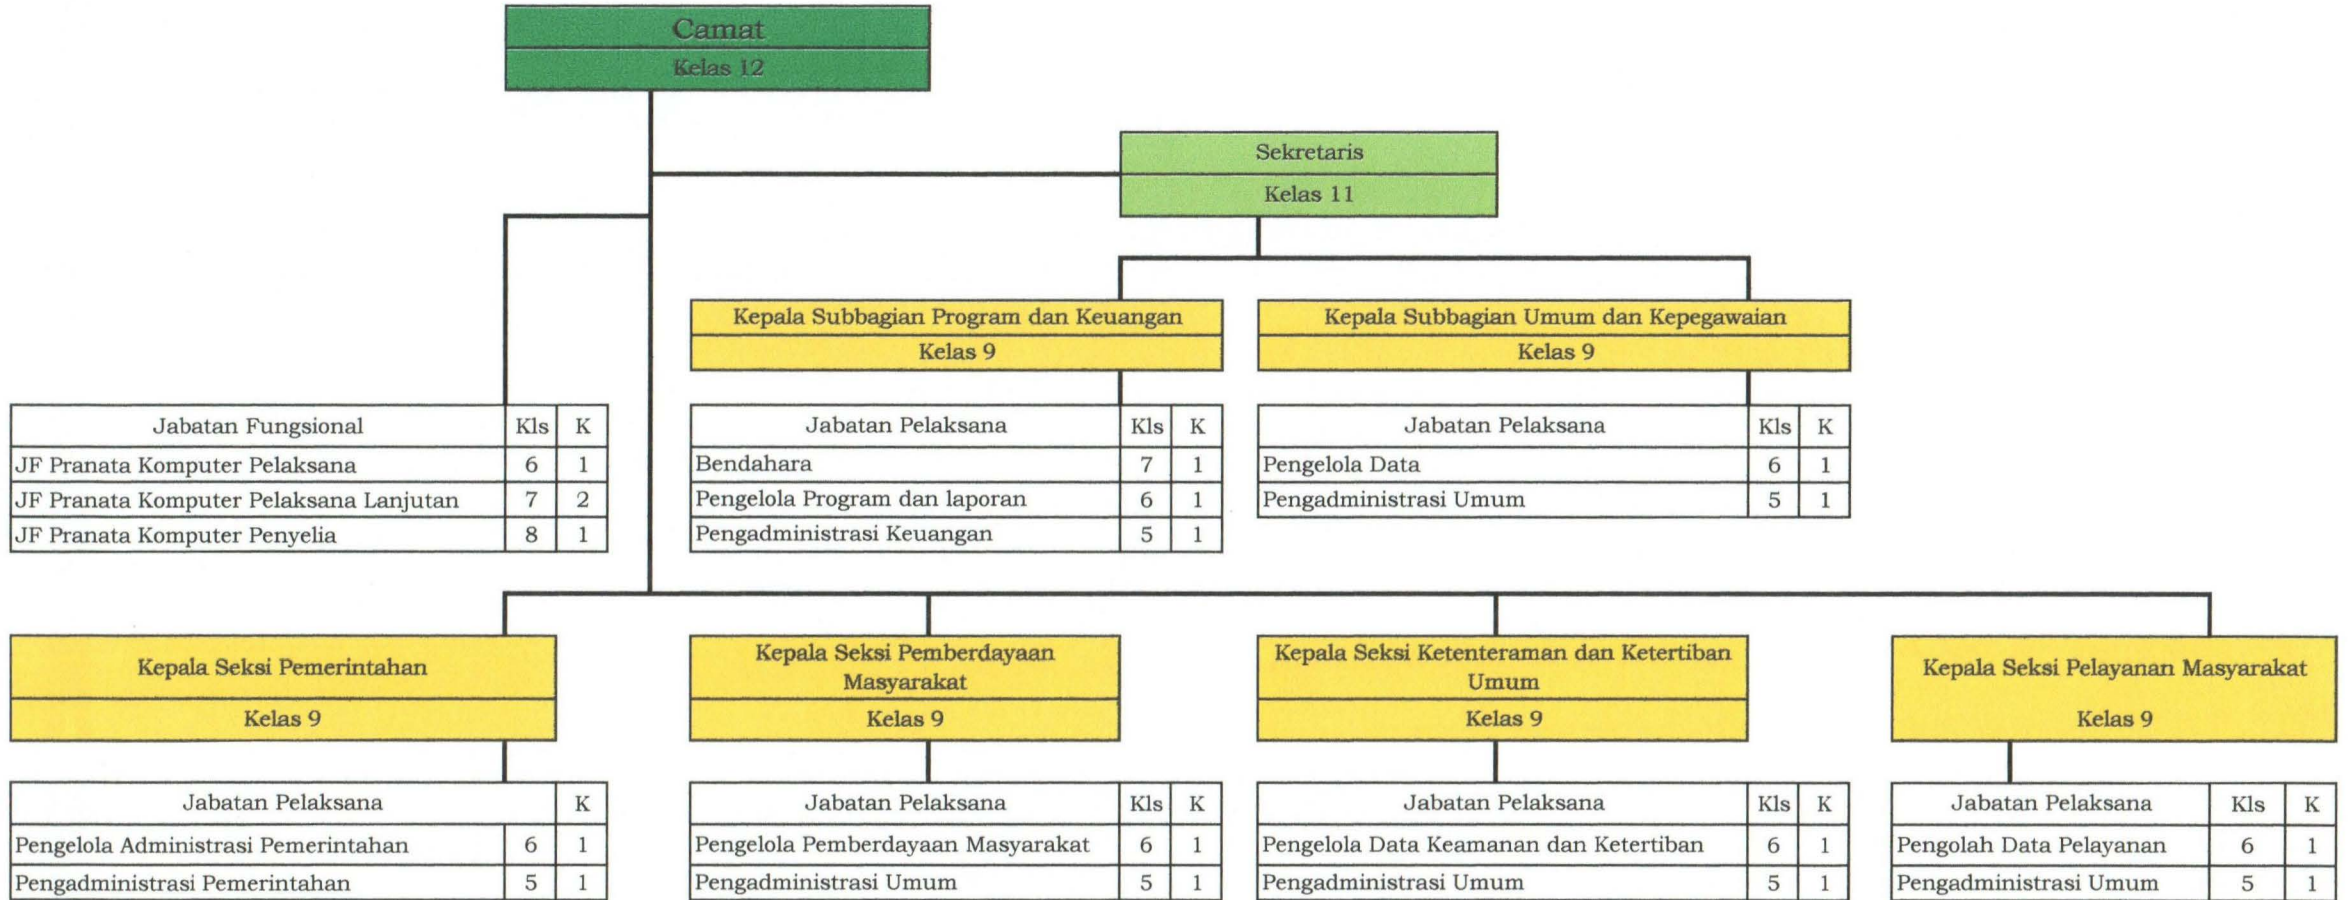 Camat
Kelas 12
Sekretaris
Kelas 11
Kepala Subbagian Program dan Keuangan
Kelas 9
Kepala Subbagian Umum dan Kepegawaian
Kelas 9
Jabatan Fungsional Kls K
JF Pranata Komputer Pelaksana 6 1
JF Pranata Komputer Pelaksana Lanjutan 7 2
JF Pranata Komputer Penyelia 8 1
Jabatan Pelaksana Kls K
Bendahara 7 1
Pengelola Program dan laporan 6 1
Pengadministrasi Keuangan 5 1
Jabatan Pelaksana Kls K
Pengelola Data 6 1
Pengadministrasi Umum 5 1
Kepala Seksi Pemerintahan
Kelas 9
Kepala Seksi Pemberdayaan
Masyarakat
Kelas 9
Kepala Seksi Ketenteraman dan Ketertiban
Umum
Kelas 9
Kepala Seksi Pelayanan Masyarakat
Kelas 9
Jabatan Pelaksana K
Pengelola Administrasi Pemerintahan 6 1
Pengadministrasi Pemerintahan 5 1
Jabatan Pelaksana Kls K
Pengelola Pemberdayaan Masyarakat 6 1
Pengadministrasi Umum 5 1
Jabatan Pelaksana Kls K
Pengelola Data Keamanan dan Ketertiban 6 1
Pengadministrasi Umum 5 1
Jabatan Pelaksana Kls K
Pengolah Data Pelayanan 6 1
Pengadministrasi Umum 5 1